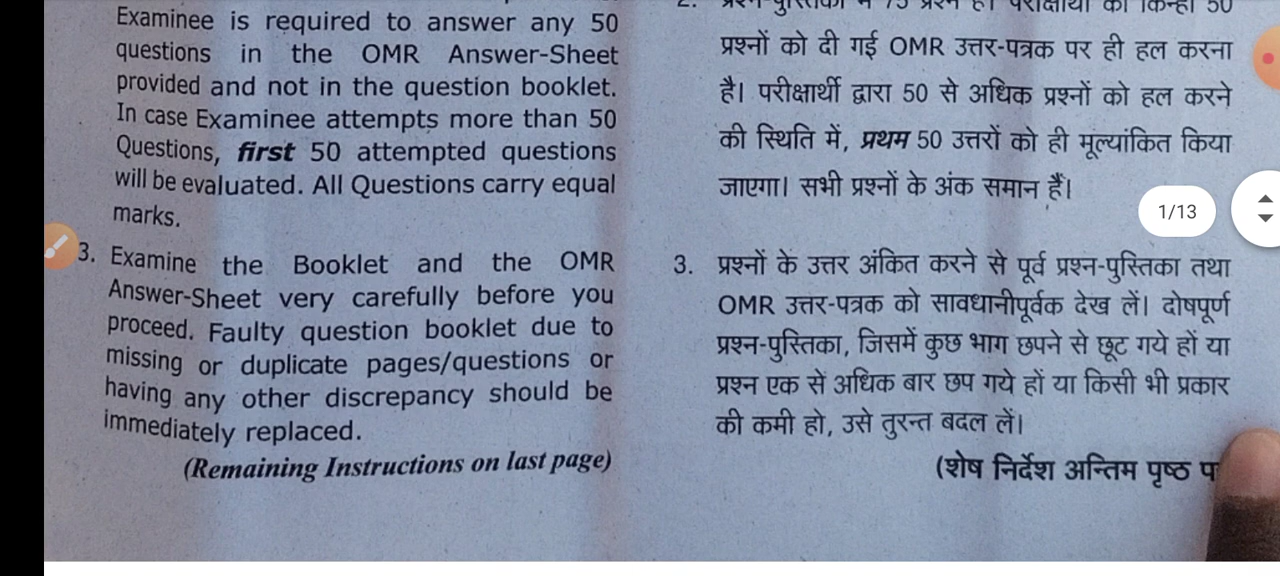 Examinee is required to answer any 50
questions in the OMR Answer-Sheet
provided and not in the question booklet.
In case Examinee attempts more than 50
Questions, first 50 attempted questions
will be evaluated. All Questions carry equal
marks.
3. Examine the Booklet and the OMR
Answer-Sheet very carefully before you
proceed. Faulty question booklet due to
missing or duplicate pages/questions or
having any other discrepancy should be
immediately replaced.
(Remaining Instructions on last page)
2. प्रश्न-पुस्तिका में 75 प्रश्न हैं। परीक्षार्थी को किन्हीं 50
प्रश्नों को दी गई OMR उत्तर-पत्रक पर ही हल करना
है। परीक्षार्थी द्वारा 50 से अधिक प्रश्नों को हल करने
की स्थिति में, प्रथम 50 उत्तरों को ही मूल्यांकित किया
जाएगा। सभी प्रश्नों के अंक समान हैं।
3. प्रश्नों के उत्तर अंकित करने से पूर्व प्रश्न-पुस्तिका तथा
OMR उत्तर-पत्रक को सावधानीपूर्वक देख लें। दोषपूर्ण
प्रश्न-पुस्तिका, जिसमें कुछ भाग छपने से छूट गये हों या
प्रश्न एक से अधिक बार छप गये हों या किसी भी प्रकार
की कमी हो, उसे तुरन्त बदल लें।
(शेष निर्देश अन्तिम पृष्ठ
1/13